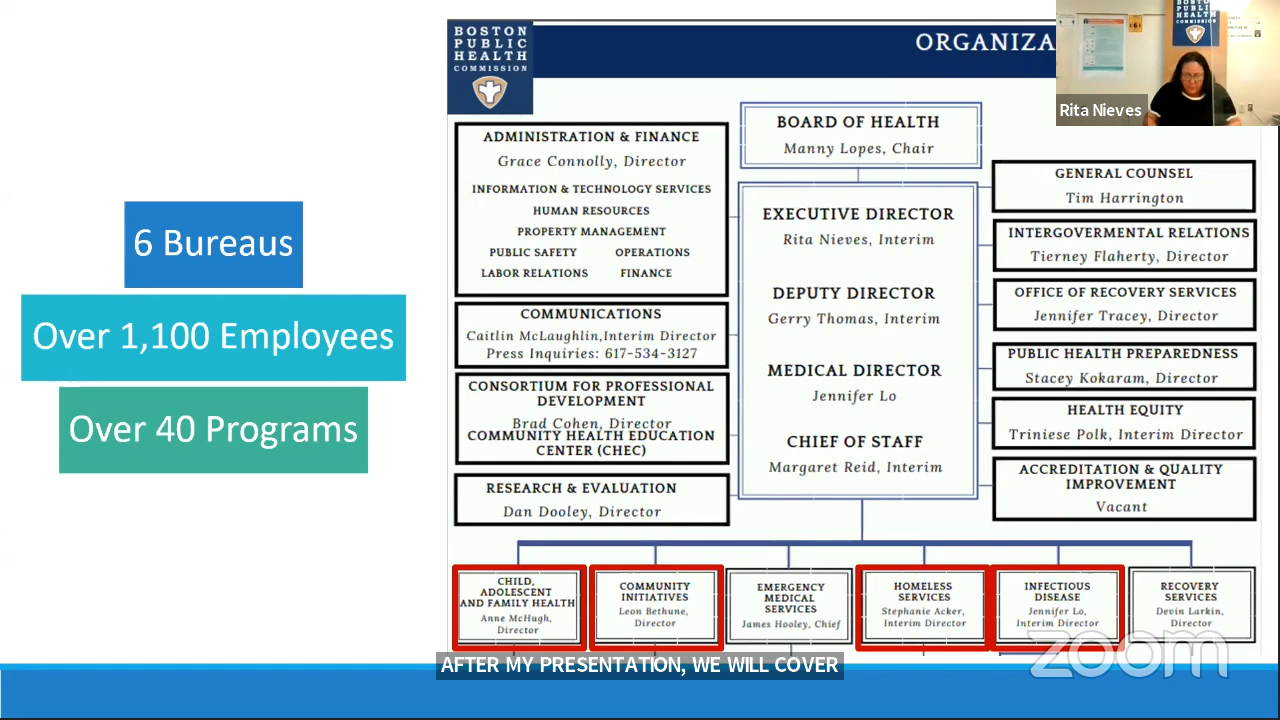 6 Bureaus
Over 1,100 Employees
Over 40 Programs
BOSTON
PUBLIC
HEALTH
COMMISSION
ORGANIZA
BOARD OF HEALTH
Manny Lopes, Chair
ADMINISTRATION & FINANCE
Grace Connolly, Director
INFORMATION & TECHNOLOGY SERVICES
HUMAN RESOURCES
PROPERTY MANAGEMENT
PUBLIC SAFETY OPERATIONS
LABOR RELATIONS FINANCE
COMMUNICATIONS
Caitlin McLaughlin,Interim Director
Press Inquiries: 617-534-3127
CONSORTIUM FOR PROFESSIONAL
DEVELOPMENT
Brad Cohen, Director
COMMUNITY HEALTH EDUCATION
CENTER (CHEC)
RESEARCH & EVALUATION
Dan Dooley, Director
EXECUTIVE DIRECTOR
Rita Nieves, Interim
DEPUTY DIRECTOR
Gerry Thomas, Interim
MEDICAL DIRECTOR
Jennifer Lo
CHIEF OF STAFF
Margaret Reid, Interim
GENERAL COUNSEL
Tim Harrington
INTERGOVERMENTAL RELATIONS
Tierney Flaherty, Director
OFFICE OF RECOVERY SERVICES
Jennifer Tracey, Director
PUBLIC HEALTH PREPAREDNESS
Stacey Kokaram, Director
HEALTH EQUITY
Triniese Polk, Interim Director
ACCREDITATION & QUALITY
IMPROVEMENT
Vacant
CHILD,
ADOLESCENT
AND FAMILY HEALTH
Anne McHugh,
Director
COMMUNITY
INITIATIVES
Leon Bethune,
Director
EMERGENCY
MEDICAL
SERVICES
James Hooley, Chief
HOMELESS
SERVICES
Stephanie Acker,
Interim Director
INFECTIOUS
DISEASE
Jennifer Lo,
Interim Director
RECOVERY
SERVICES
Devin Larkin,
Director
AFTER MY PRESENTATION, WE WILL COVER
zoom
BOSTON
PUBLIC
HEALTH
COMMISSION
Rita Nieves